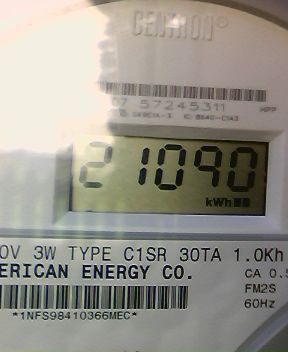 CENTRON®
07 57245311
21090
kWh
0V 3W TYPE C1SR 30TA 1.0Kh
ERICAN ENERGY CO.
CA 0.5
FM2S
60Hz
*1NFS98410366MEC*